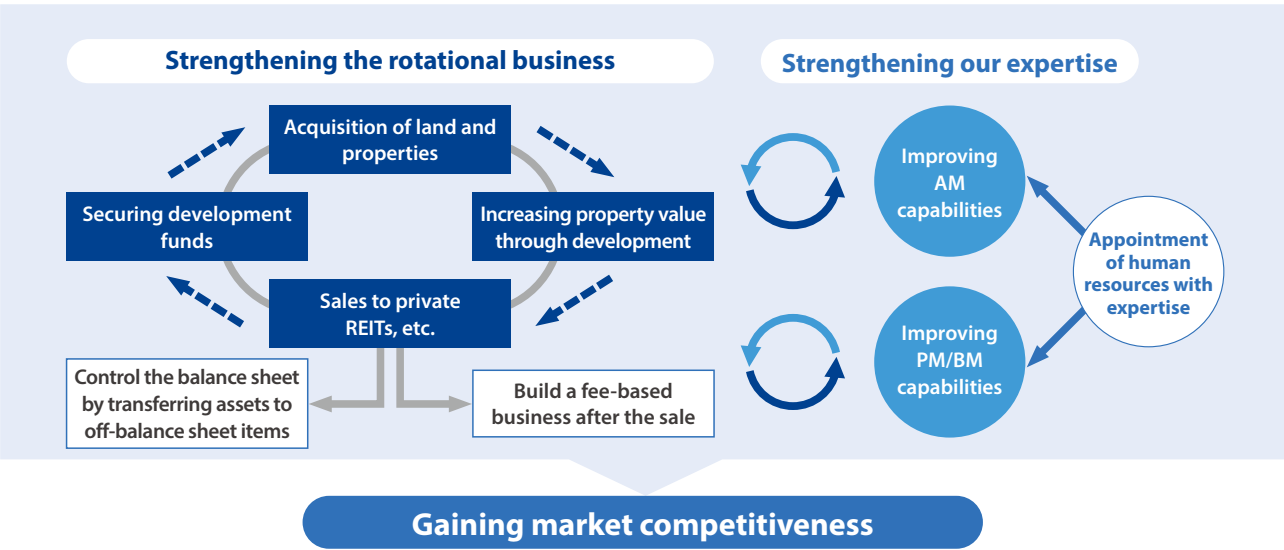 Strengthening the rotational business
Acquisition of land and
properties
Securing development
funds
Increasing property value
through development
Sales to private
REITs, etc.
Control the balance sheet
by transferring assets to
off-balance sheet items
Build a fee-based
business after the sale
Strengthening our expertise
Improving
AM
capabilities
Improving
PM/BM
capabilities
Appointment
of human
resources with
expertise
Gaining market competitiveness